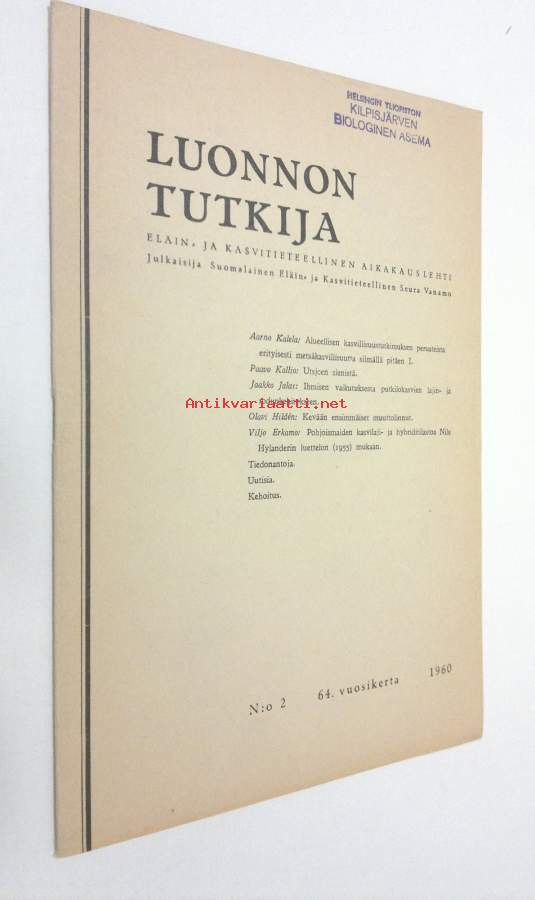 HELSINGIN YLIOPISTON
KILPISJÄRVEN
BIOLOGINEN ASEMA
LUONNON
TUTKIJA
ELÄIN- JA KASVITIETEELLINEN AIKAKAUSLEHTI
Julkaisija Suomalainen Eläin- ja Kasvitieteellinen Seura Vanamo
Aarno Kalela: Alueellisen kasvillisuustutkimuksen perusteista
erityisesti metsäkasvillisuutta silmällä pitäen I.
Paavo Kallio: Utsjoen sienistä.
Jaakko Jalas: Ihmisen vaikutuksesta putkilokasvien lajin- ja
Antikvariaatti.net
Olavi Hildén: Kevään ensimmäiset muuttolinnut.
Viljo Erkamo: Pohjoismaiden kasvilaji- ja hybriditilastoa Nils
Hylanderin luettelon (1955) mukaan.
Tiedonantoja.
Uutisia.
Kehoitus.
N:o 2 64. vuosikerta 1960